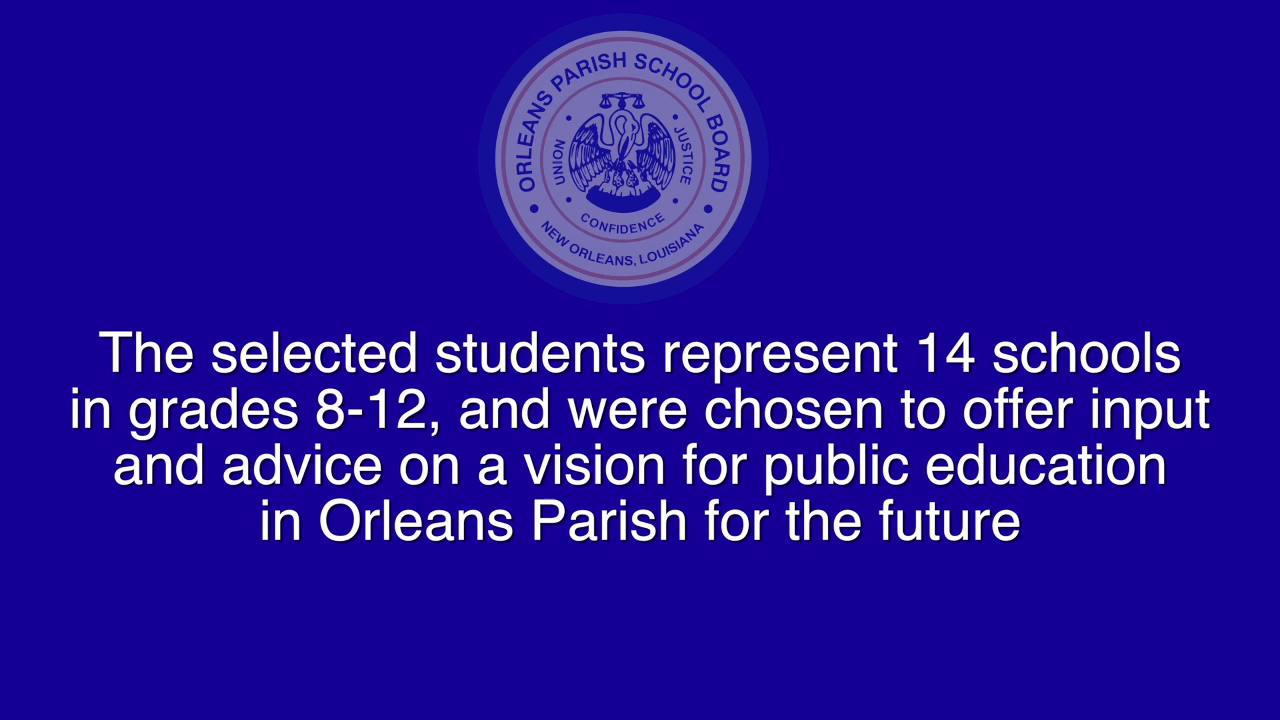 ORLEANS PARISH SCHOOL BOARD
UNION
JUSTICE
CONFIDENCE
NEW ORLEANS, LOUISIANA
The selected students represent 14 schools
in grades 8-12, and were chosen to offer input
and advice on a vision for public education
in Orleans Parish for the future